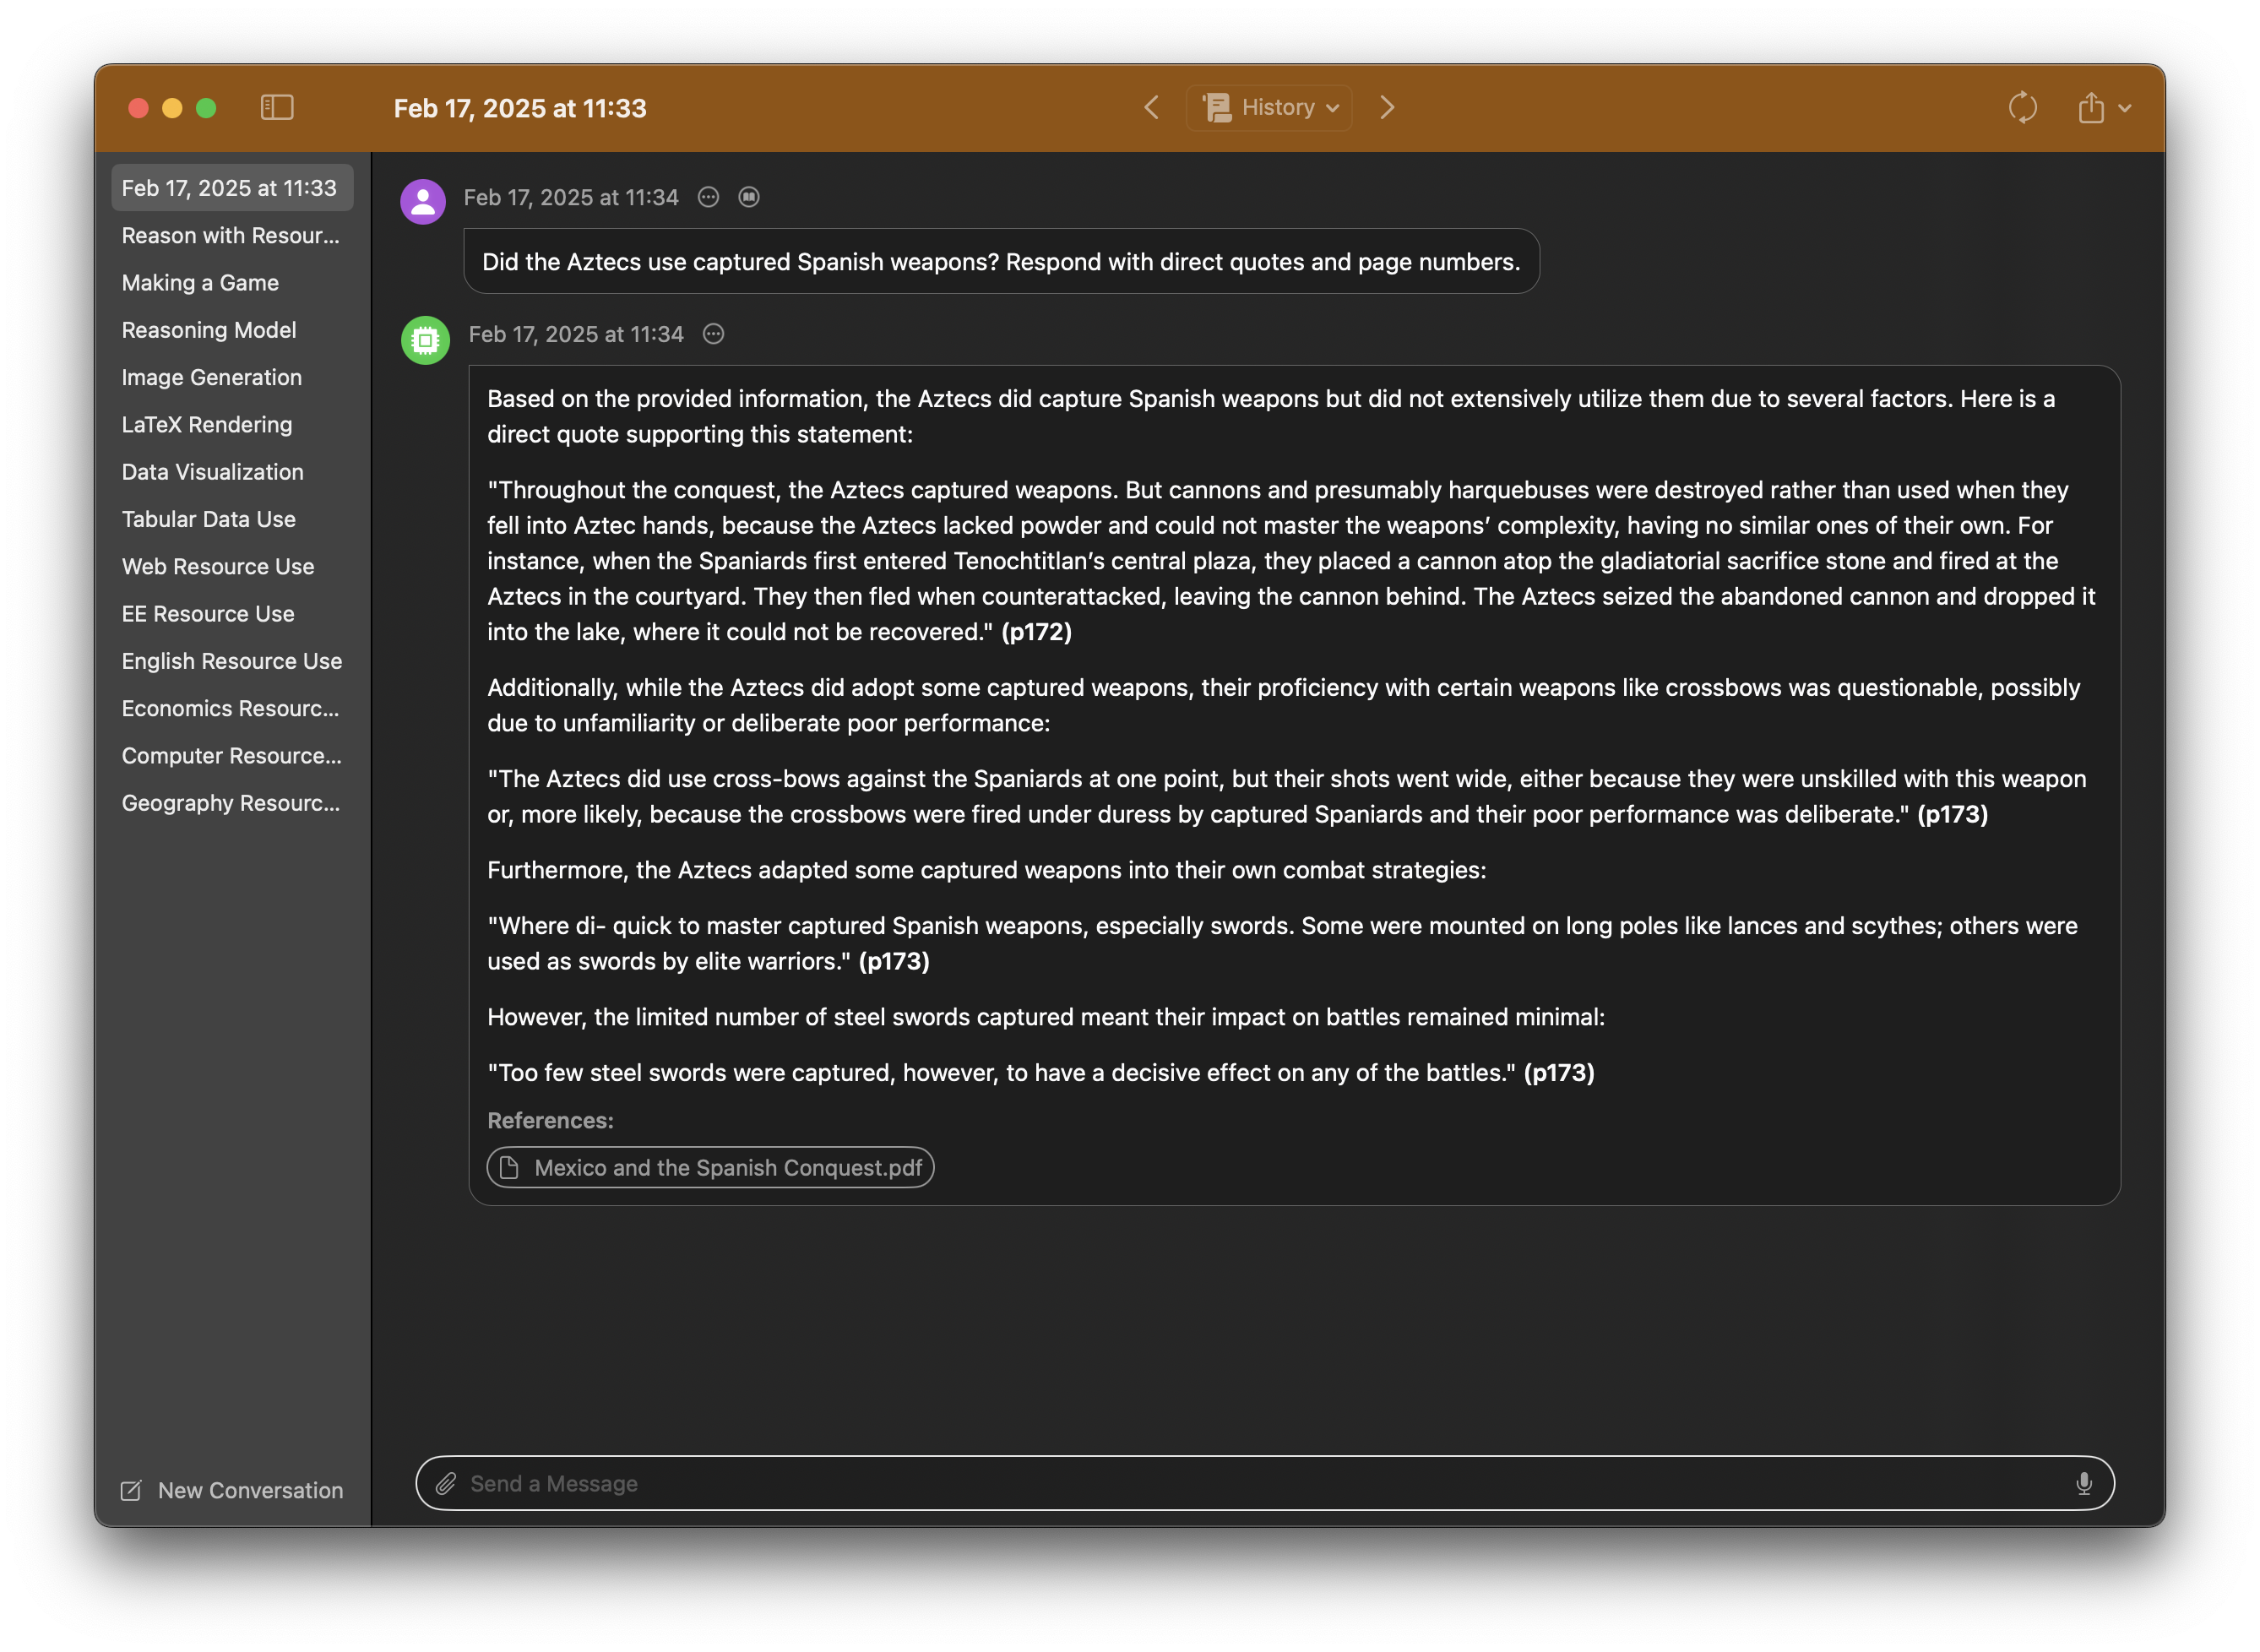 Feb 17, 2025 at 11:33
History
Feb 17, 2025 at 11:33
Reason with Resour...
Making a Game
Reasoning Model
Image Generation
LaTeX Rendering
Data Visualization
Tabular Data Use
Web Resource Use
EE Resource Use
English Resource Use
Economics Resourc...
Computer Resource...
Geography Resourc...
New Conversation
Feb 17, 2025 at 11:34
Did the Aztecs use captured Spanish weapons? Respond with direct quotes and page numbers.
Feb 17, 2025 at 11:34
Based on the provided information, the Aztecs did capture Spanish weapons but did not extensively utilize them due to several factors. Here is a
direct quote supporting this statement:
"Throughout the conquest, the Aztecs captured weapons. But cannons and presumably harquebuses were destroyed rather than used when they
fell into Aztec hands, because the Aztecs lacked powder and could not master the weapons’ complexity, having no similar ones of their own. For
instance, when the Spaniards first entered Tenochtitlan’s central plaza, they placed a cannon atop the gladiatorial sacrifice stone and fired at the
Aztecs in the courtyard. They then fled when counterattacked, leaving the cannon behind. The Aztecs seized the abandoned cannon and dropped it
into the lake, where it could not be recovered." (p172)
Additionally, while the Aztecs did adopt some captured weapons, their proficiency with certain weapons like crossbows was questionable, possibly
due to unfamiliarity or deliberate poor performance:
"The Aztecs did use cross-bows against the Spaniards at one point, but their shots went wide, either because they were unskilled with this weapon
or, more likely, because the crossbows were fired under duress by captured Spaniards and their poor performance was deliberate." (p173)
Furthermore, the Aztecs adapted some captured weapons into their own combat strategies:
"Where di- quick to master captured Spanish weapons, especially swords. Some were mounted on long poles like lances and scythes; others were
used as swords by elite warriors." (p173)
However, the limited number of steel swords captured meant their impact on battles remained minimal:
"Too few steel swords were captured, however, to have a decisive effect on any of the battles." (p173)
References:
Mexico and the Spanish Conquest.pdf
Send a Message